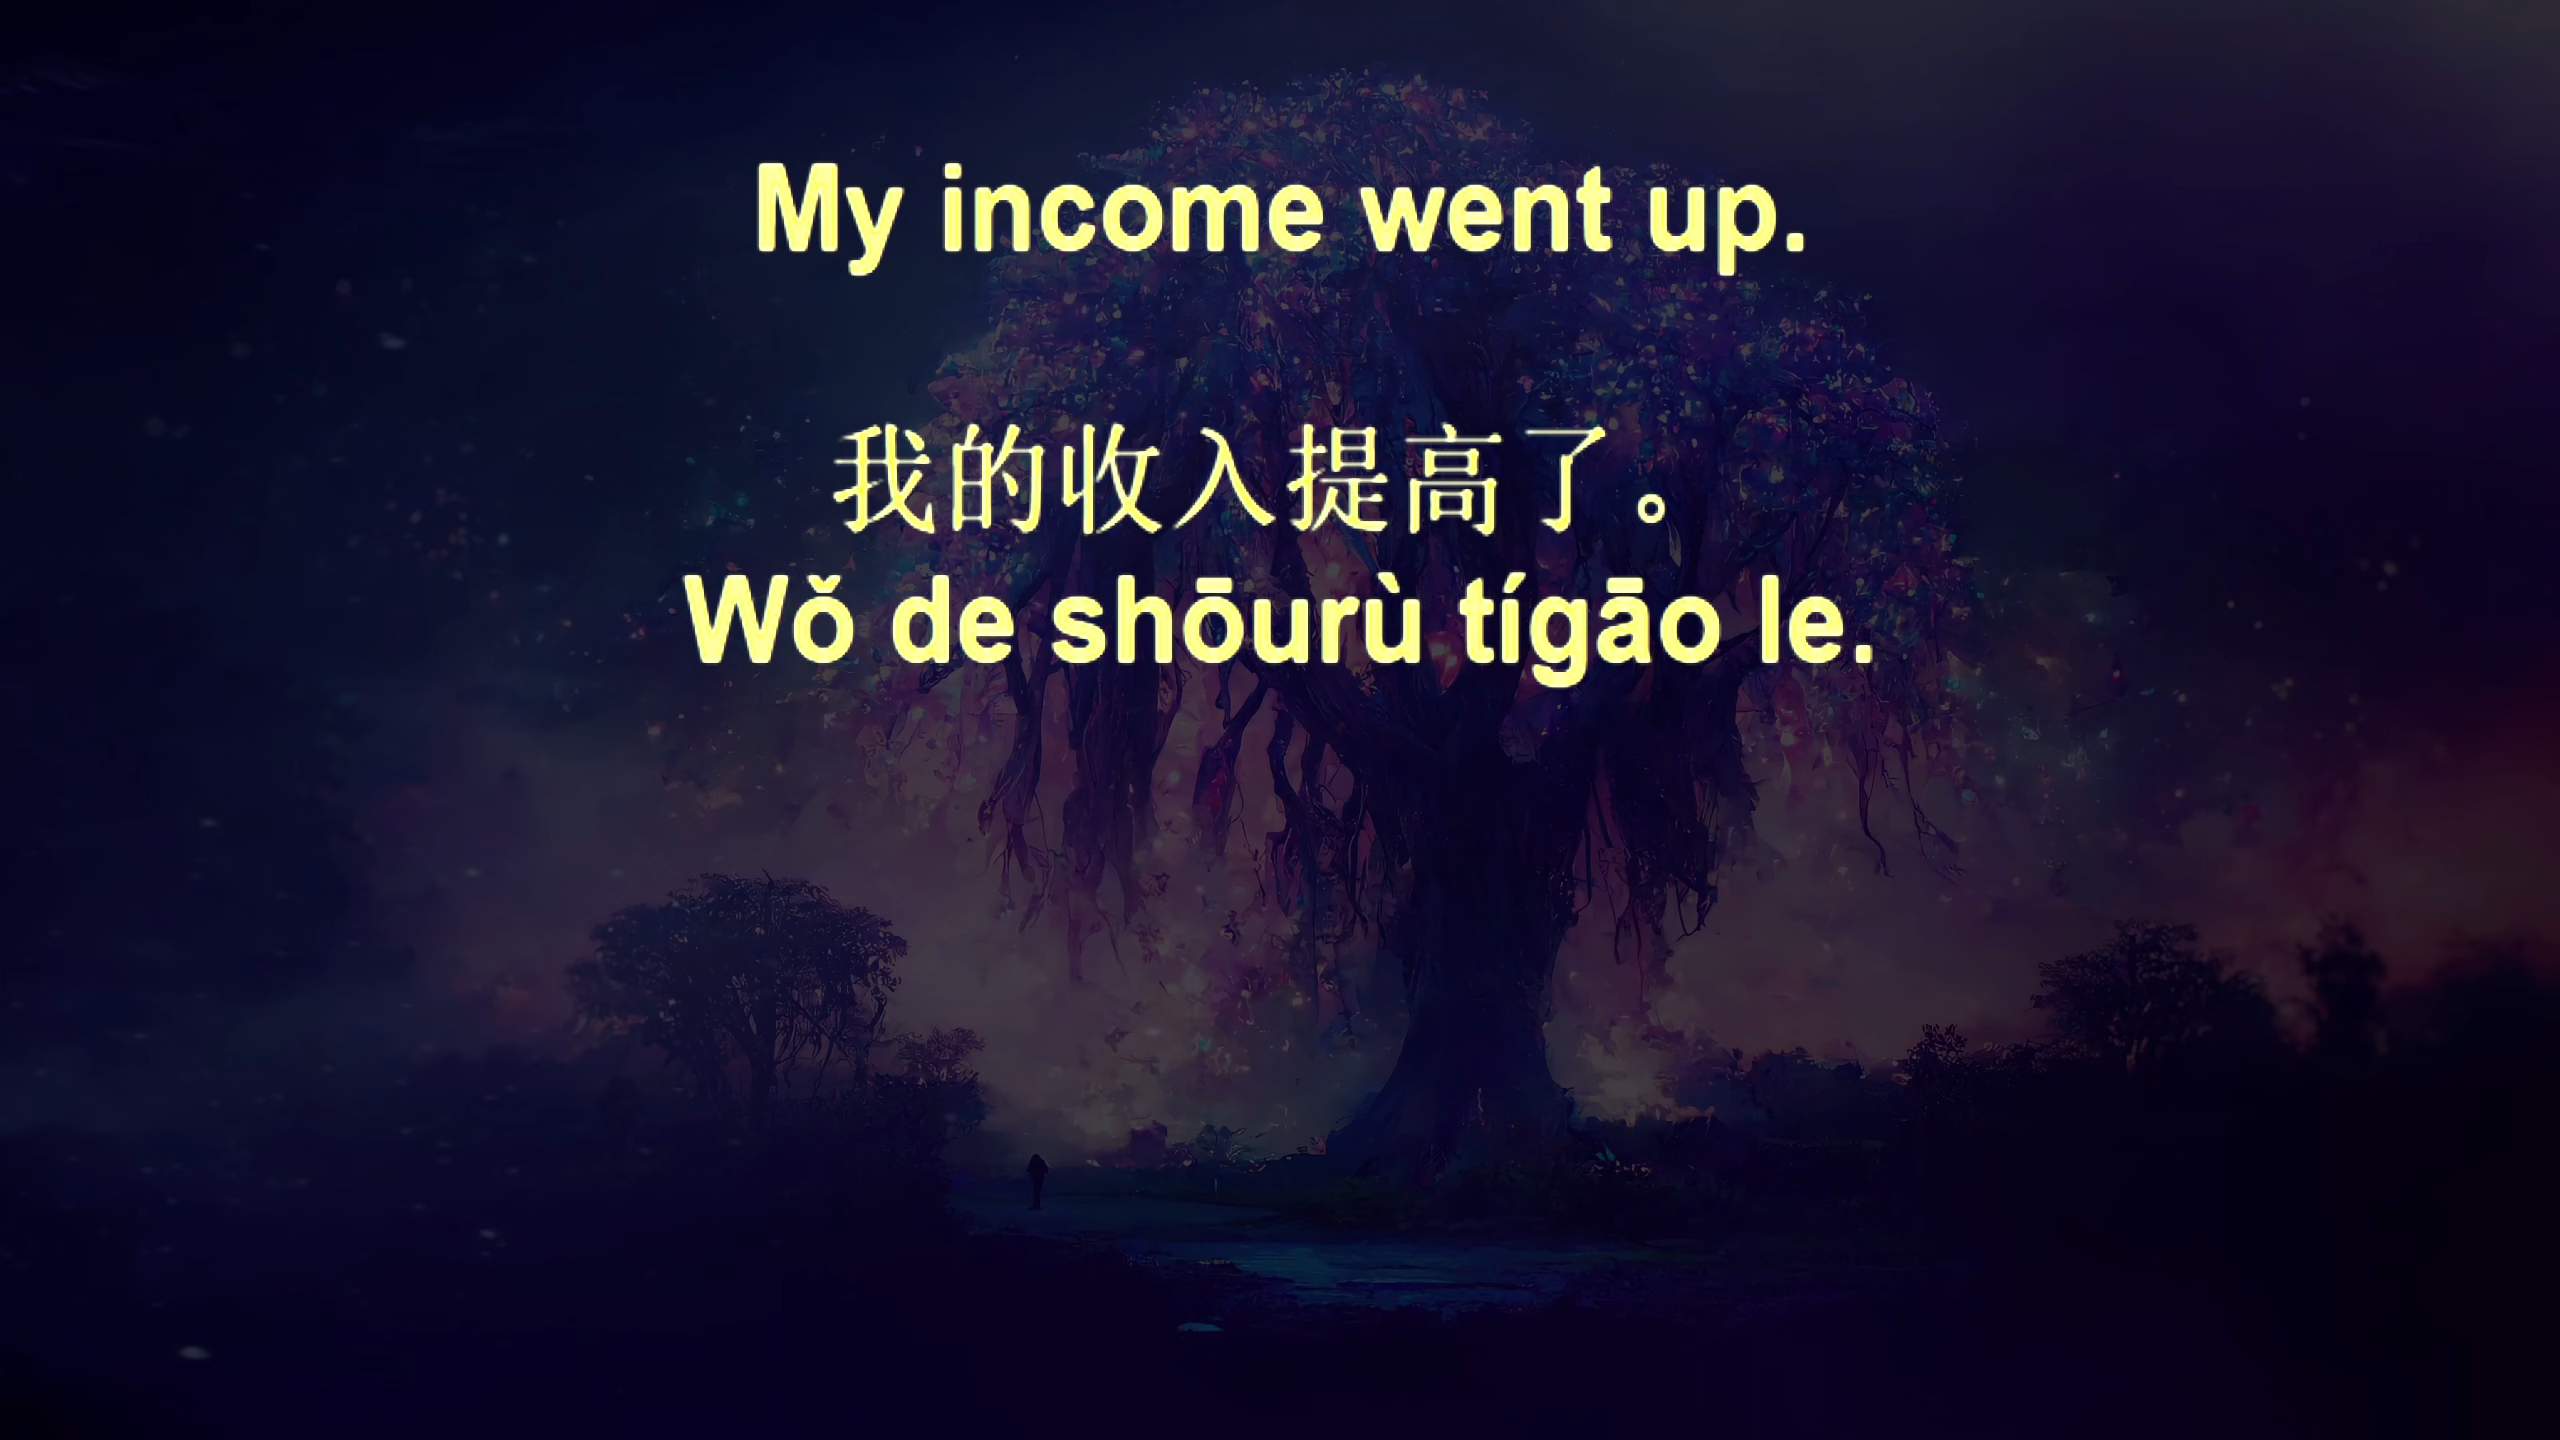 My income went up.
我的收入提高了。
Wǒ de shōurù tígāo le.